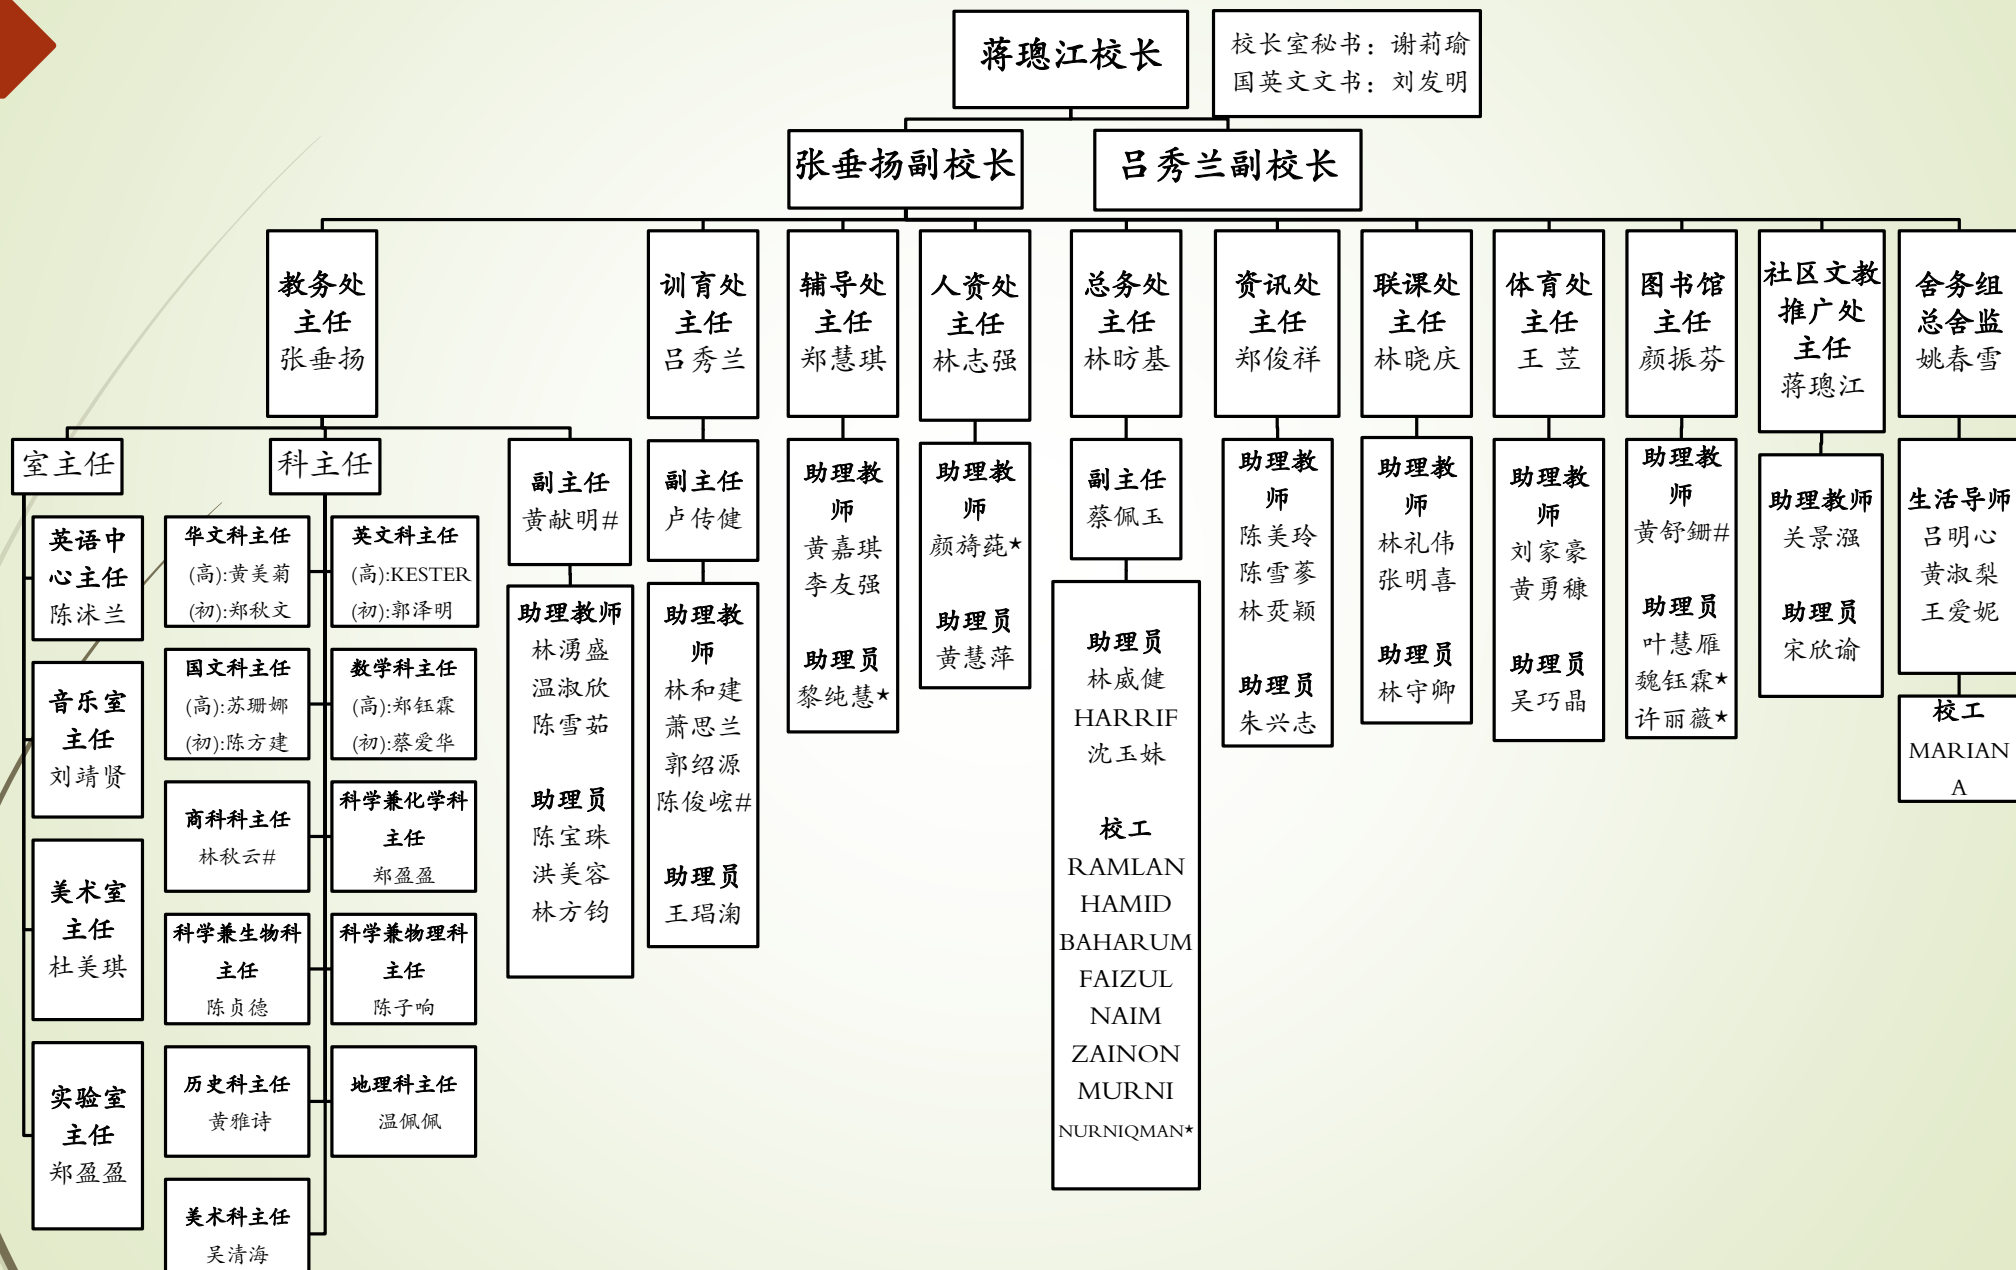 蒋璁江校长
校长室秘书：谢莉瑜
国英文文书：刘发明
张垂扬副校长
吕秀兰副校长
教务处
主任
张垂扬
训育处
主任
吕秀兰
辅导处
主任
郑慧琪
人资处
主任
林志强
总务处
主任
林昉基
资讯处
主任
郑俊祥
联课处
主任
林晓庆
体育处
主任
王 苙
图书馆
主任
颜振芬
社区文教
推广处
主任
蒋璁江
舍务组
总舍监
姚春雪
室主任
英语中
心主任
陈沭兰
音乐室
主任
刘靖贤
美术室
主任
杜美琪
实验室
主任
郑盈盈
科主任
华文科主任
(高):黄美菊
(初):郑秋文
英文科主任
(高):KESTER
(初):郭泽明
国文科主任
(高):苏珊娜
(初):陈方建
数学科主任
(高):郑钰霖
(初):蔡爱华
商科科主任
林秋云#
科学兼化学科
主任
郑盈盈
科学兼生物科
主任
陈贞德
科学兼物理科
主任
陈子响
历史科主任
黄雅诗
地理科主任
温佩佩
美术科主任
吴清海
副主任
黄献明#
助理教师
林湧盛
温淑欣
陈雪茹
助理员
陈宝珠
洪美容
林方钧
副主任
卢传健
助理教
师
林和建
萧思兰
郭绍源
陈俊峵#
助理员
王琩渹
助理教
师
黄嘉琪
李友强
助理员
黎纯慧★
助理教
师
颜旖莼★
助理员
黄慧萍
副主任
蔡佩玉
助理员
林威健
HARRIF
沈玉妹
校工
RAMLAN
HAMID
BAHARUM
FAIZUL
NAIM
ZAINON
MURNI
NURNIQMAN★
助理教
师
陈美玲
陈雪蔘
林烎颖
助理员
朱兴志
助理教
师
林礼伟
张明喜
助理员
林守卿
助理教
师
刘家豪
黄勇穅
助理员
吴巧晶
助理教
师
黄舒鈿#
助理员
叶慧雁
魏钰霖★
许丽薇★
助理教师
关景漒
助理员
宋欣谕
生活导师
吕明心
黄淑梨
王爱妮
校工
MARIAN
A